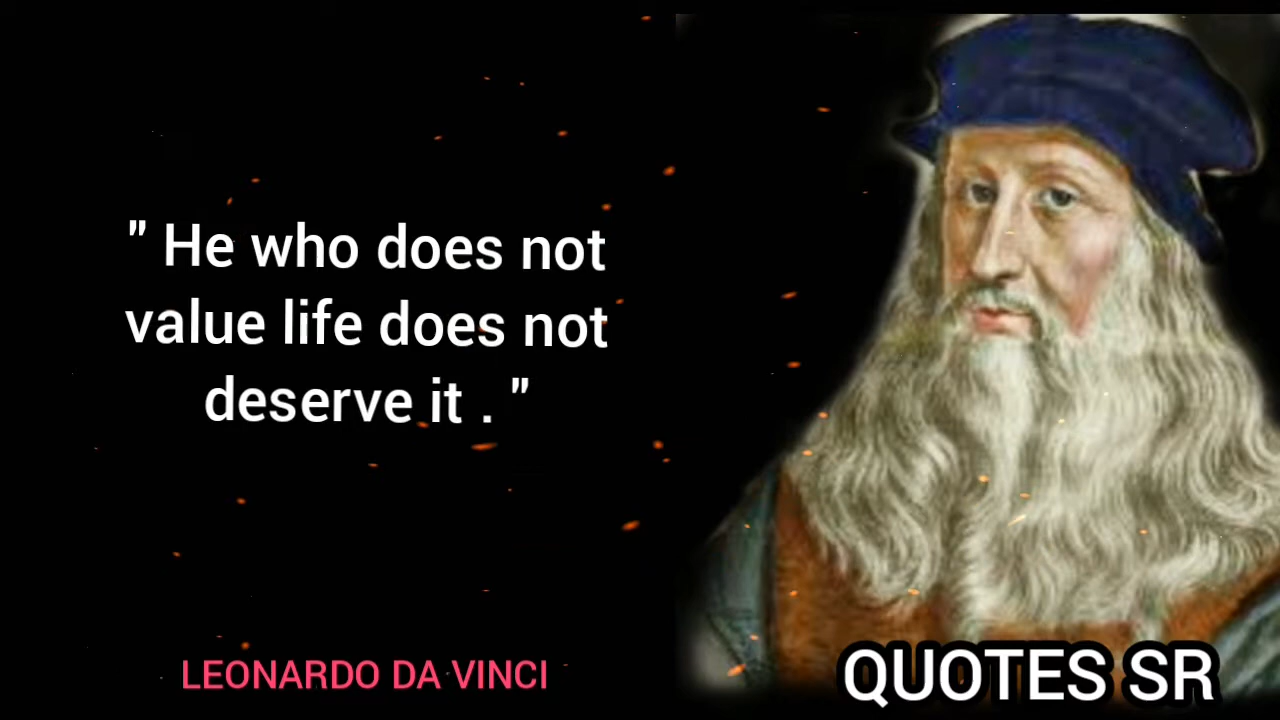 " He who does not
value life does not
deserve it . "
LEONARDO DA VINCI
QUOTES SR